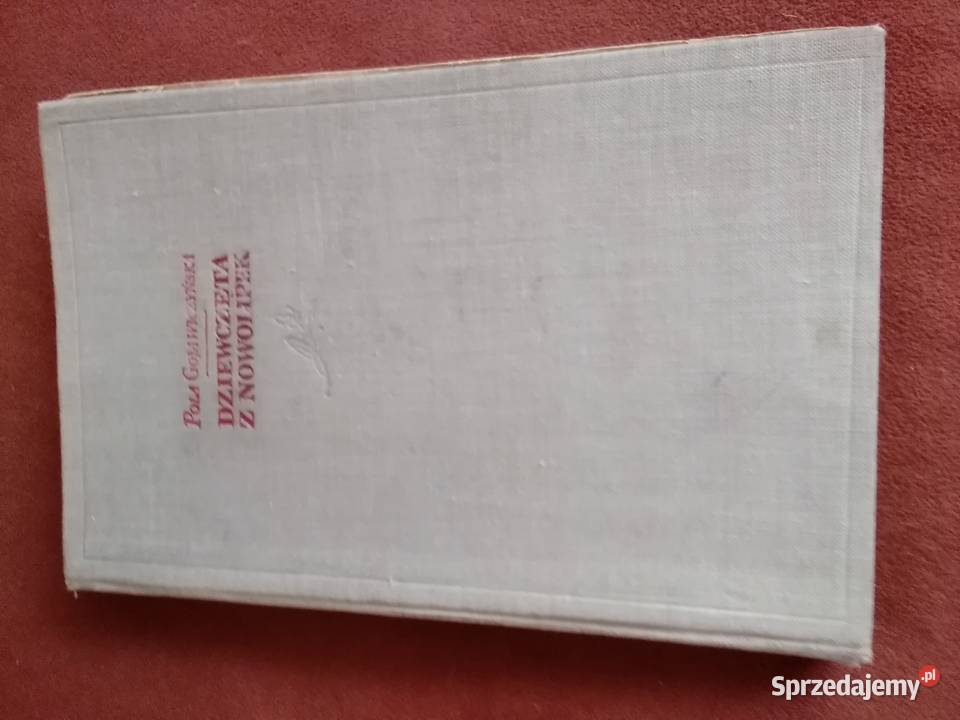 POLA GOJAWICZYŃSKA
DZIEWCZĘTA
Z NOWOLIPEK
Sprzedajemy.pl